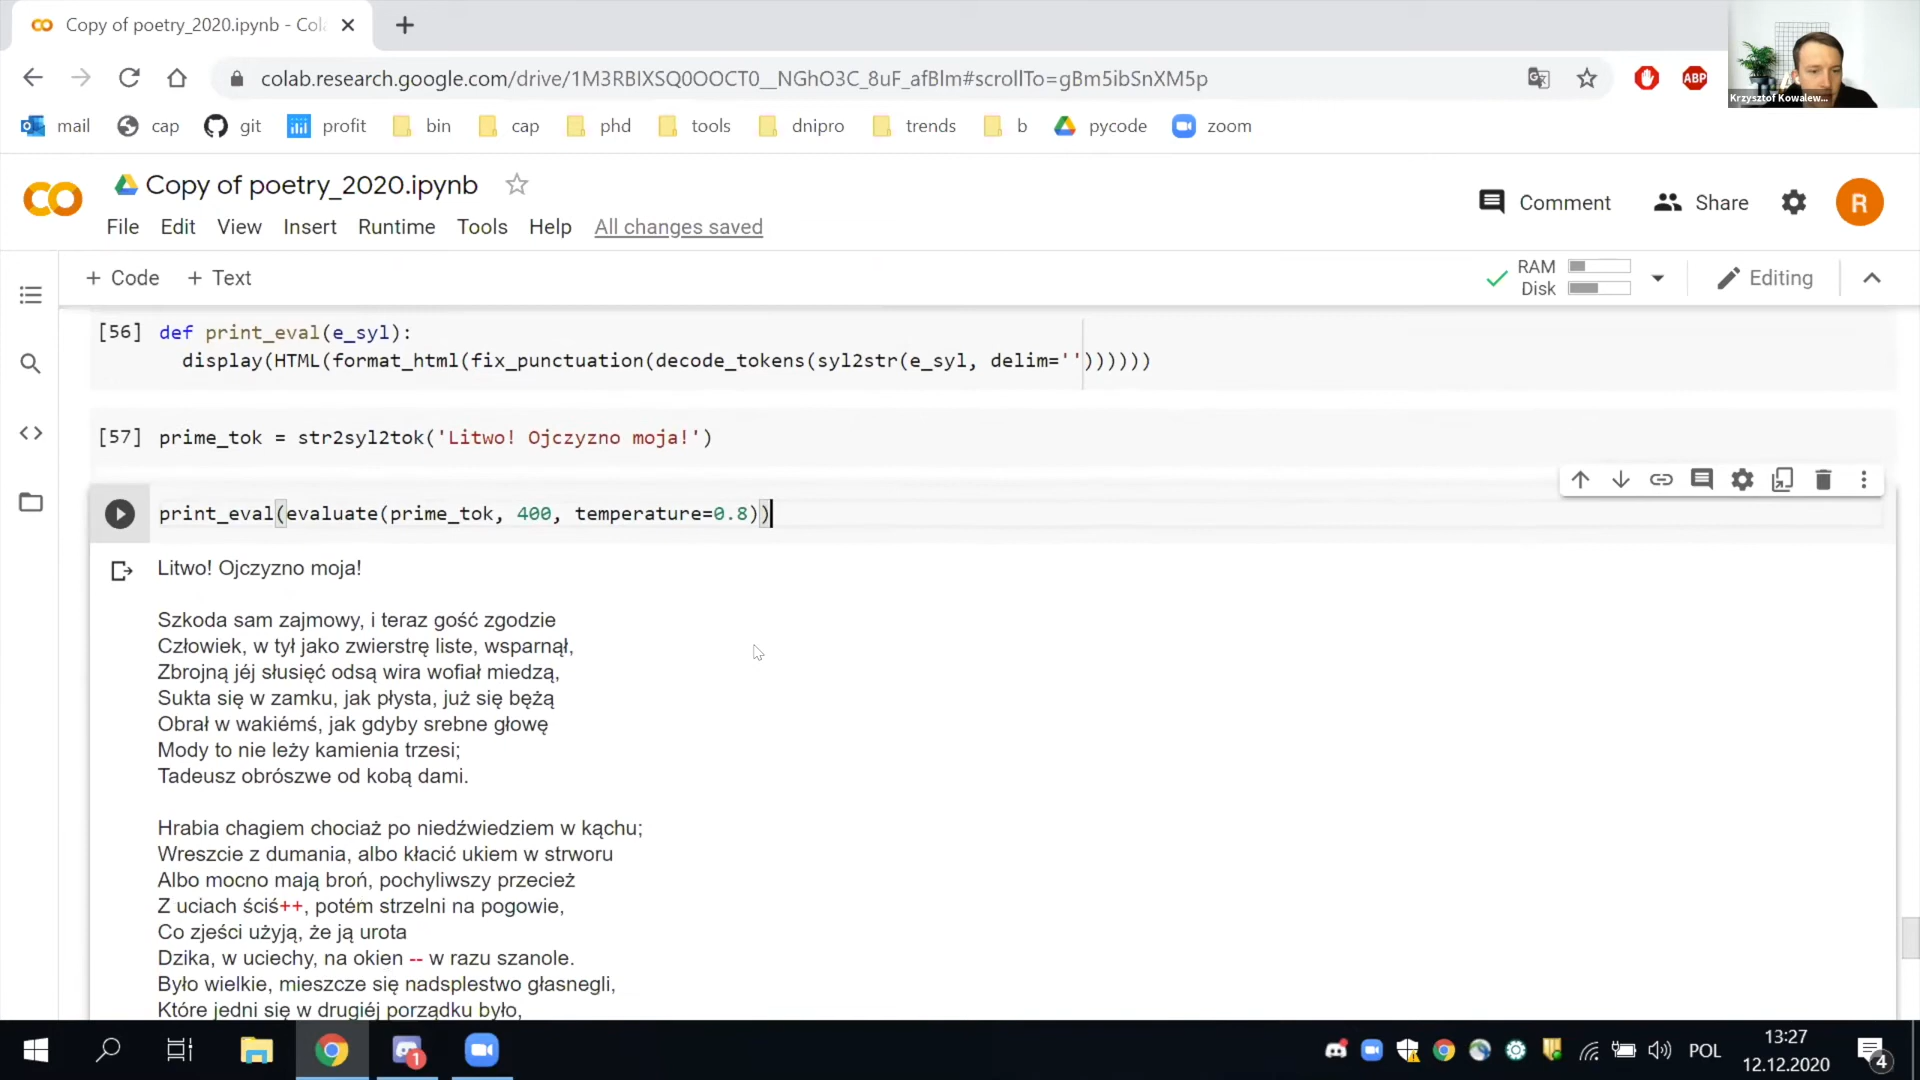 Copy of poetry_2020.ipynb - Cola
colab.research.google.com/drive/1M3RBIXSQ0OOCT0__NGhO3C_8uF_afBlm#scrollTo=gBm5ibSnXM5p
ABP
Krzysztof Kowalew...
mail cap git profit bin cap phd tools dnipro trends b pycode zoom
Copy of poetry_2020.ipynb
Comment Share R
File Edit View Insert Runtime Tools Help All changes saved
+ Code + Text
RAM
Disk
Editing
[56] def print_eval(e_syl):
display(HTML(format_html(fix_punctuation(decode_tokens(syl2str(e_syl, delim=''))))))
[57] prime_tok = str2syl2tok('Litwo! Ojczyzno moja!')
print_eval(evaluate(prime_tok, 400, temperature=0.8))
Litwo! Ojczyzno moja!
Szkoda sam zajmowy, i teraz gość zgodzie
Człowiek, w tył jako zwierstrę liste, wsparnął,
Zbrojną jéj słusięć odsą wira wofiał miedzą,
Sukta się w zamku, jak płysta, już się bężą
Obrał w wakiémś, jak gdyby srebne głowę
Mody to nie leży kamienia trzesi;
Tadeusz obrószwe od kobą dami.
Hrabia chagiem chociaż po niedźwiedziem w kąchu;
Wreszcie z dumania, albo kłacić ukiem w strworu
Albo mocno mają broń, pochyliwszy przecież
Z uciach ściś++, potém strzelni na pogowie,
Co zjeści użyją, że ją urota
Dzika, w uciechy, na okien -- w razu szanole.
Było wielkie, mieszcze się nadsplestwo głasnegli,
Które jedni się w drugiéj porządku było,
1
POL
13:27
12.12.2020
4